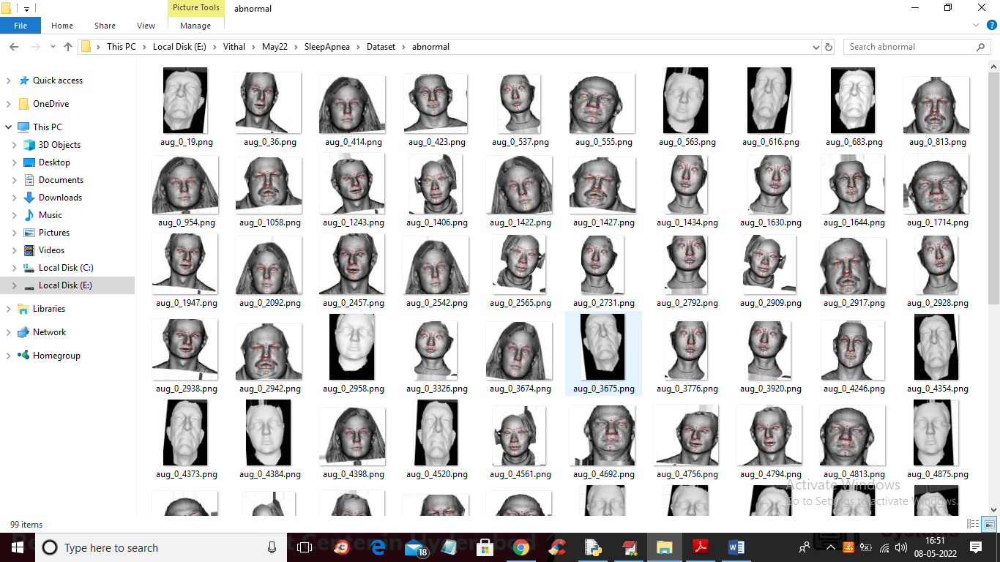 Picture Tools abnormal
File Home Share View Manage
This PC Local Disk (E:) Vithal May22 SleepApnea Dataset abnormal Search abnormal
Quick access
OneDrive
This PC
3D Objects
Desktop
Documents
Downloads
Music
Pictures
Videos
Local Disk (C:)
Local Disk (E:)
Libraries
Network
Homegroup
aug_0_19.png aug_0_36.png aug_0_414.png aug_0_423.png aug_0_537.png aug_0_555.png aug_0_563.png aug_0_616.png aug_0_683.png aug_0_813.png
aug_0_954.png aug_0_1058.png aug_0_1243.png aug_0_1406.png aug_0_1422.png aug_0_1427.png aug_0_1434.png aug_0_1630.png aug_0_1644.png aug_0_1714.png
aug_0_1947.png aug_0_2092.png aug_0_2457.png aug_0_2542.png aug_0_2565.png aug_0_2731.png aug_0_2792.png aug_0_2909.png aug_0_2917.png aug_0_2928.png
aug_0_2938.png aug_0_2942.png aug_0_2958.png aug_0_3326.png aug_0_3674.png aug_0_3675.png aug_0_3776.png aug_0_3920.png aug_0_4246.png aug_0_4354.png
aug_0_4373.png aug_0_4384.png aug_0_4398.png aug_0_4520.png aug_0_4561.png aug_0_4692.png aug_0_4756.png aug_0_4794.png aug_0_4813.png aug_0_4875.png
Activate Windows
Go to Settings to activate Windows.
99 items
Type here to search
18
16:51
08-05-2022